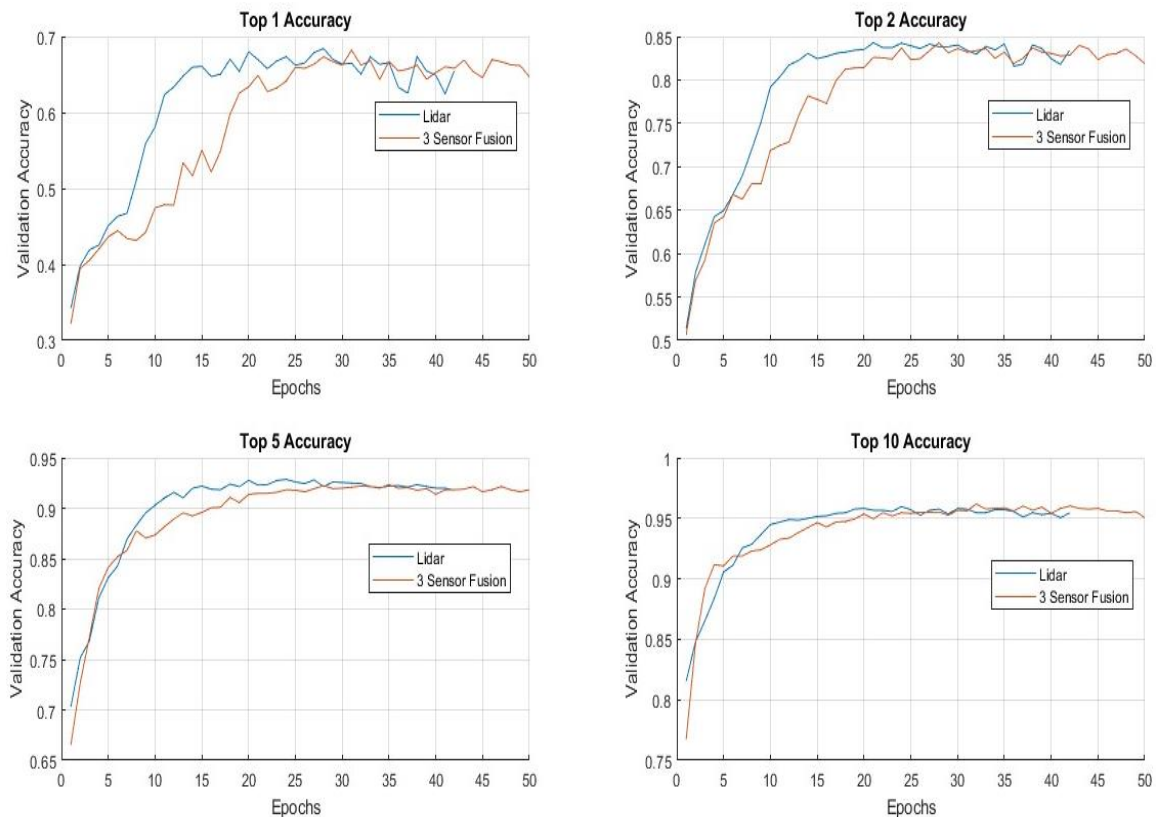 Top 1 Accuracy
Validation Accuracy
0.7
0.6
0.5
0.4
0.3
Lidar
3 Sensor Fusion
0 5 10 15 20 25 30 35 40 45 50
Epochs
Top 2 Accuracy
Validation Accuracy
0.85
0.8
0.75
0.7
0.65
0.6
0.55
0.5
Lidar
3 Sensor Fusion
0 5 10 15 20 25 30 35 40 45 50
Epochs
Top 5 Accuracy
Validation Accuracy
0.95
0.9
0.85
0.8
0.75
0.7
0.65
Lidar
3 Sensor Fusion
0 5 10 15 20 25 30 35 40 45 50
Epochs
Top 10 Accuracy
Validation Accuracy
1
0.95
0.9
0.85
0.8
0.75
Lidar
3 Sensor Fusion
0 5 10 15 20 25 30 35 40 45 50
Epochs